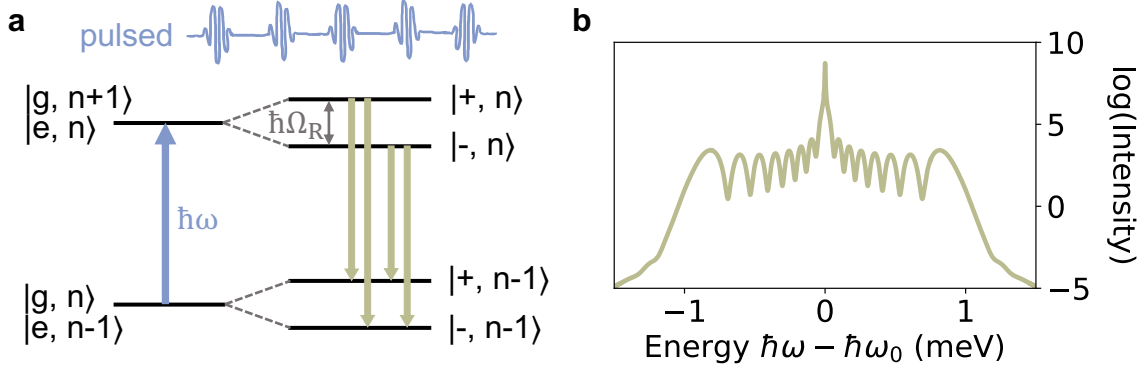 a
pulsed
|g, n+1⟩
|e, n⟩
|+, n⟩
ħΩR
|-, n⟩
ħω
|g, n⟩
|e, n-1⟩
|+, n-1⟩
|-, n-1⟩
b
10
5
0
−5
log(Intensity)
−1
0
1
Energy ħω − ħω0 (meV)